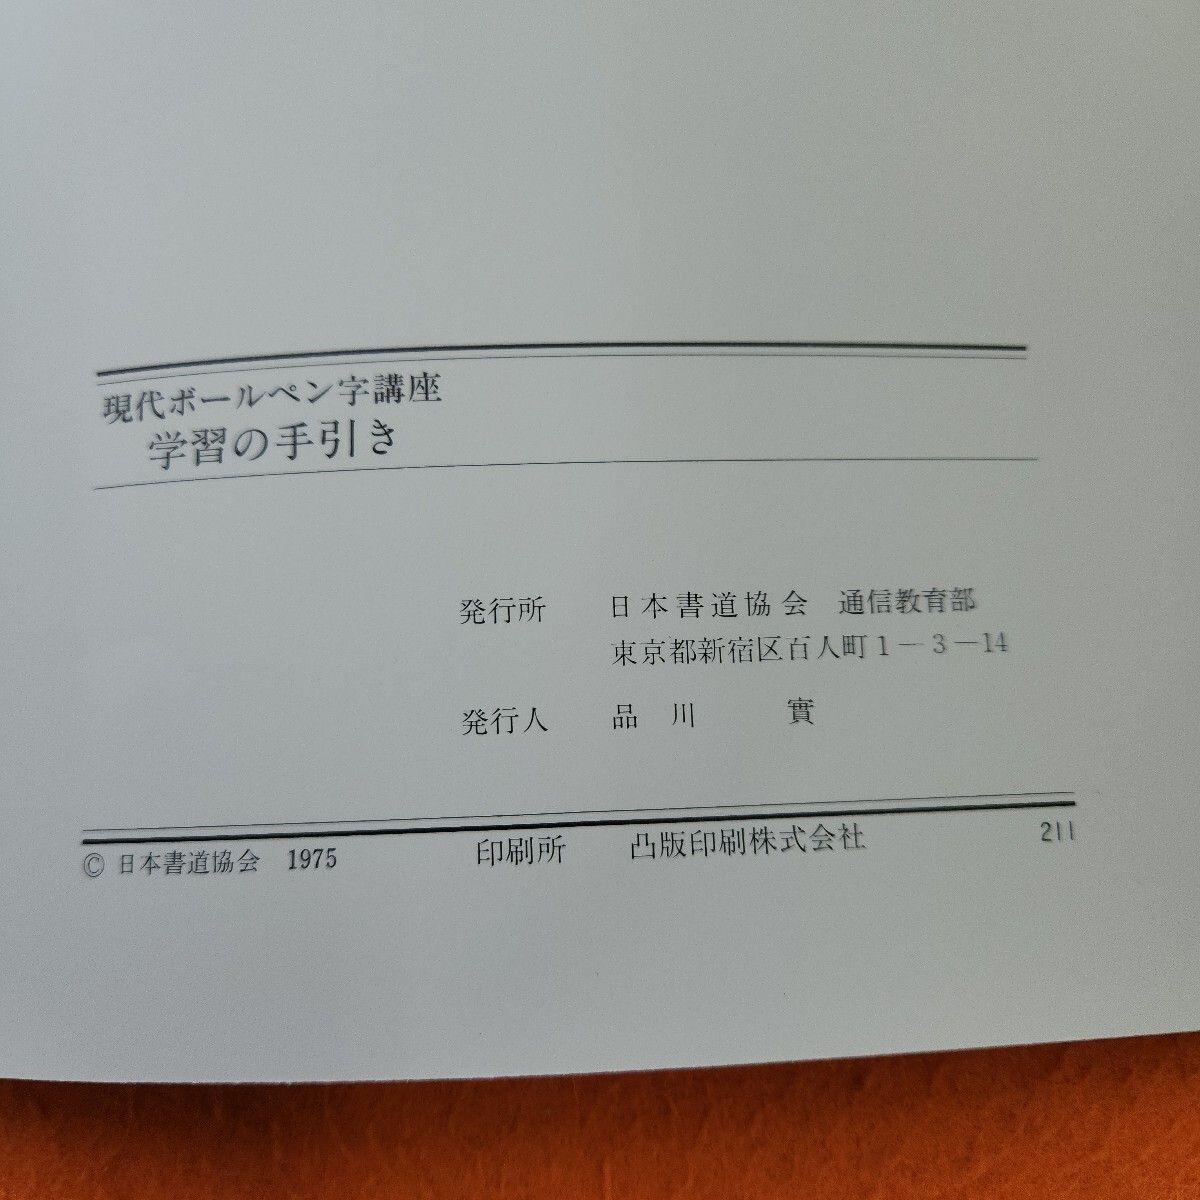 現代ボールペン字講座
学習の手引き
発行所 日本書道協会 通信教育部
東京都新宿区百人町1－3－14
発行人 品川 實
© 日本書道協会 1975 印刷所 凸版印刷株式会社 211